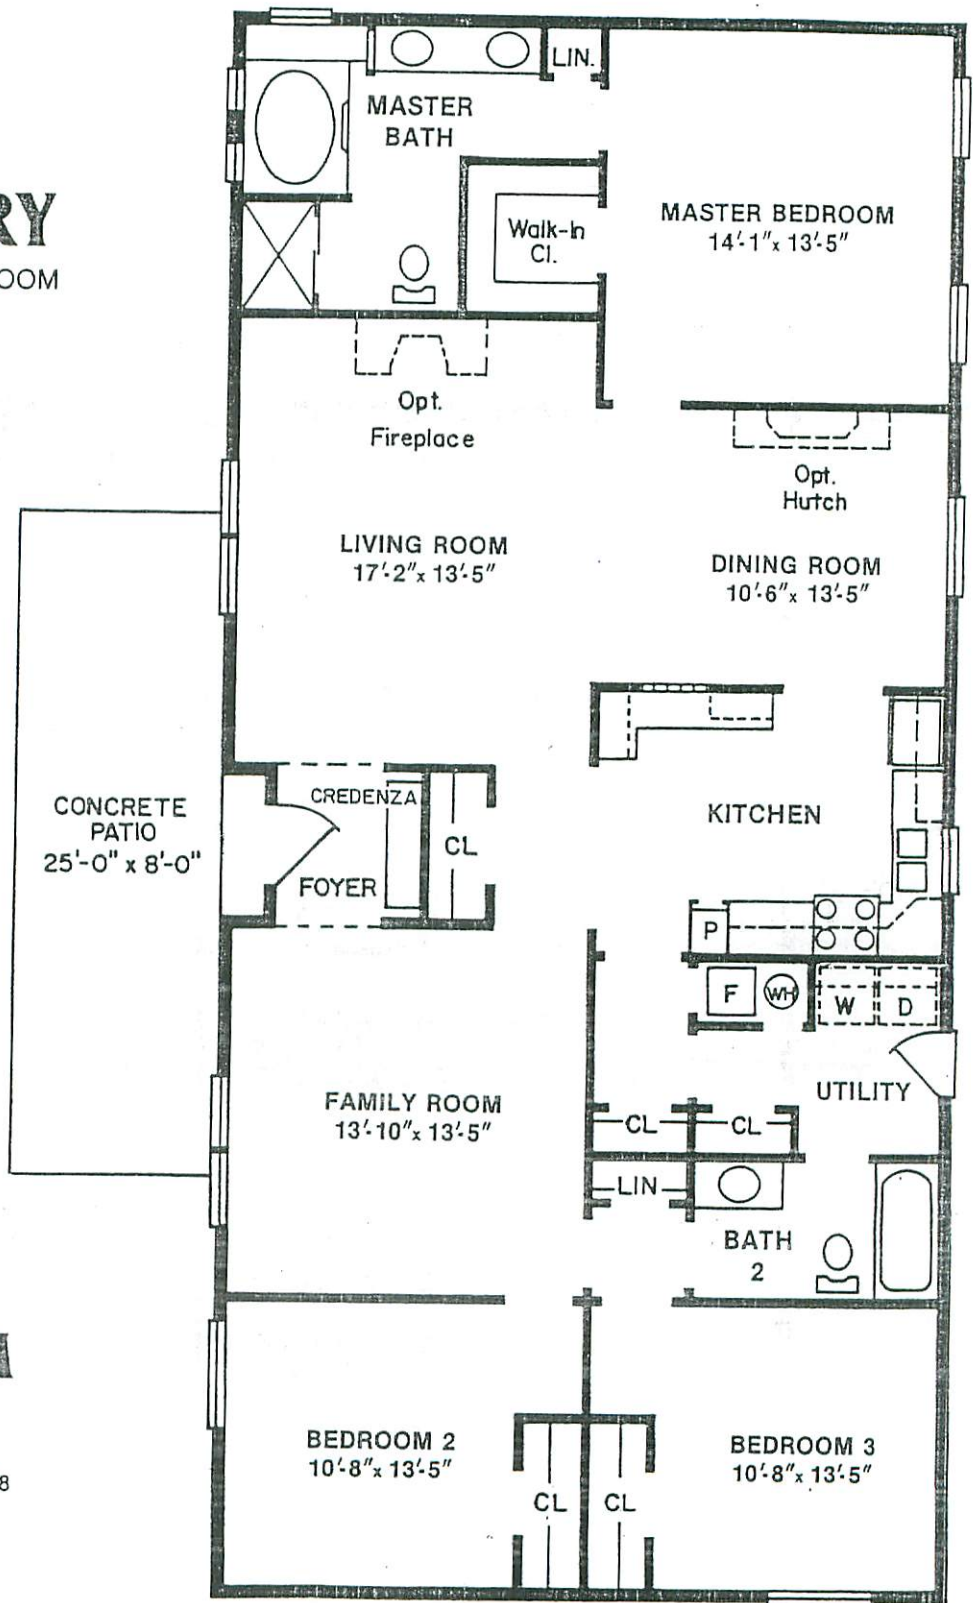 RY
OOM
LIN.
MASTER
BATH
Walk-In
Cl.
MASTER BEDROOM
14'-1" x 13'-5"
Opt.
Fireplace
Opt.
Hutch
LIVING ROOM
17'-2" x 13'-5"
DINING ROOM
10'-6" x 13'-5"
CONCRETE
PATIO
25'-0" x 8'-0"
CREDENZA
CL
FOYER
KITCHEN
P
F
WH
W
D
UTILITY
FAMILY ROOM
13'-10" x 13'-5"
CL
CL
LIN
BATH
2
BEDROOM 2
10'-8" x 13'-5"
CL
CL
BEDROOM 3
10'-8" x 13'-5"
8